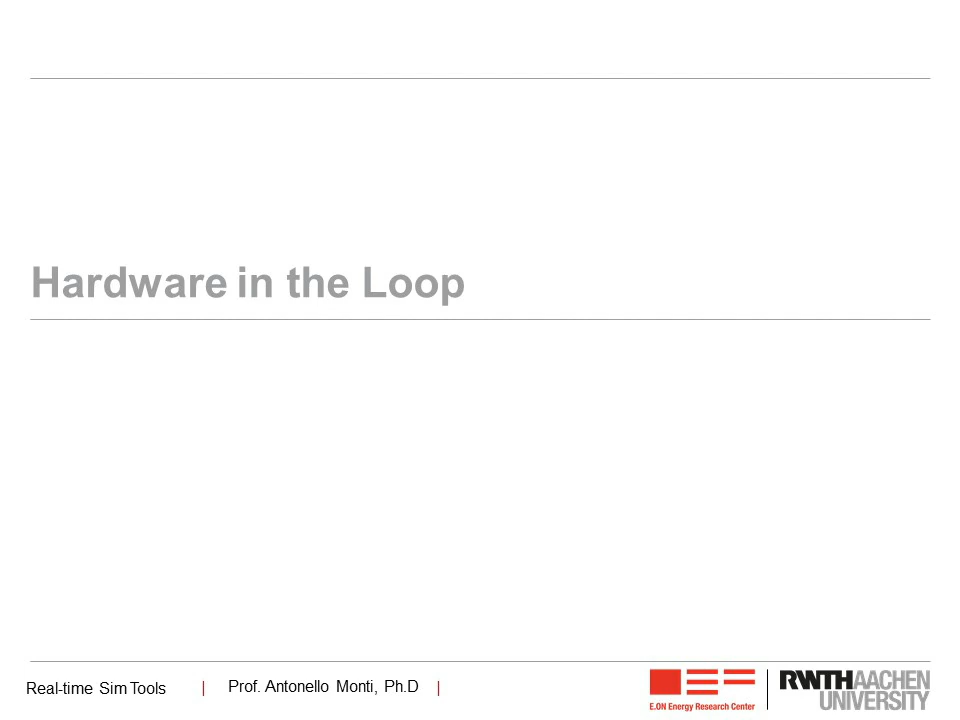 Hardware in the Loop
Real-time Sim Tools | Prof. Antonello Monti, Ph.D |
E.ON Energy Research Center
RWTHAACHEN
UNIVERSITY